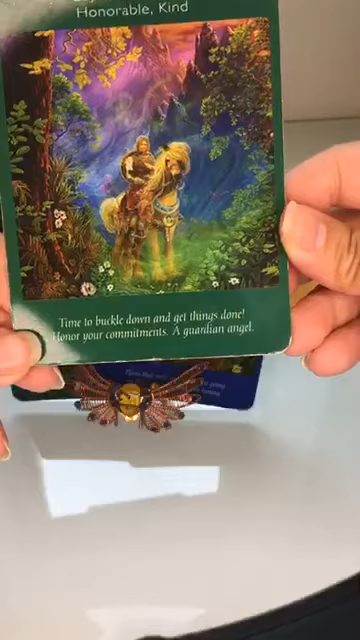 Honorable, Kind
Time to buckle down and get things done!
Honor your commitments. A guardian angel.